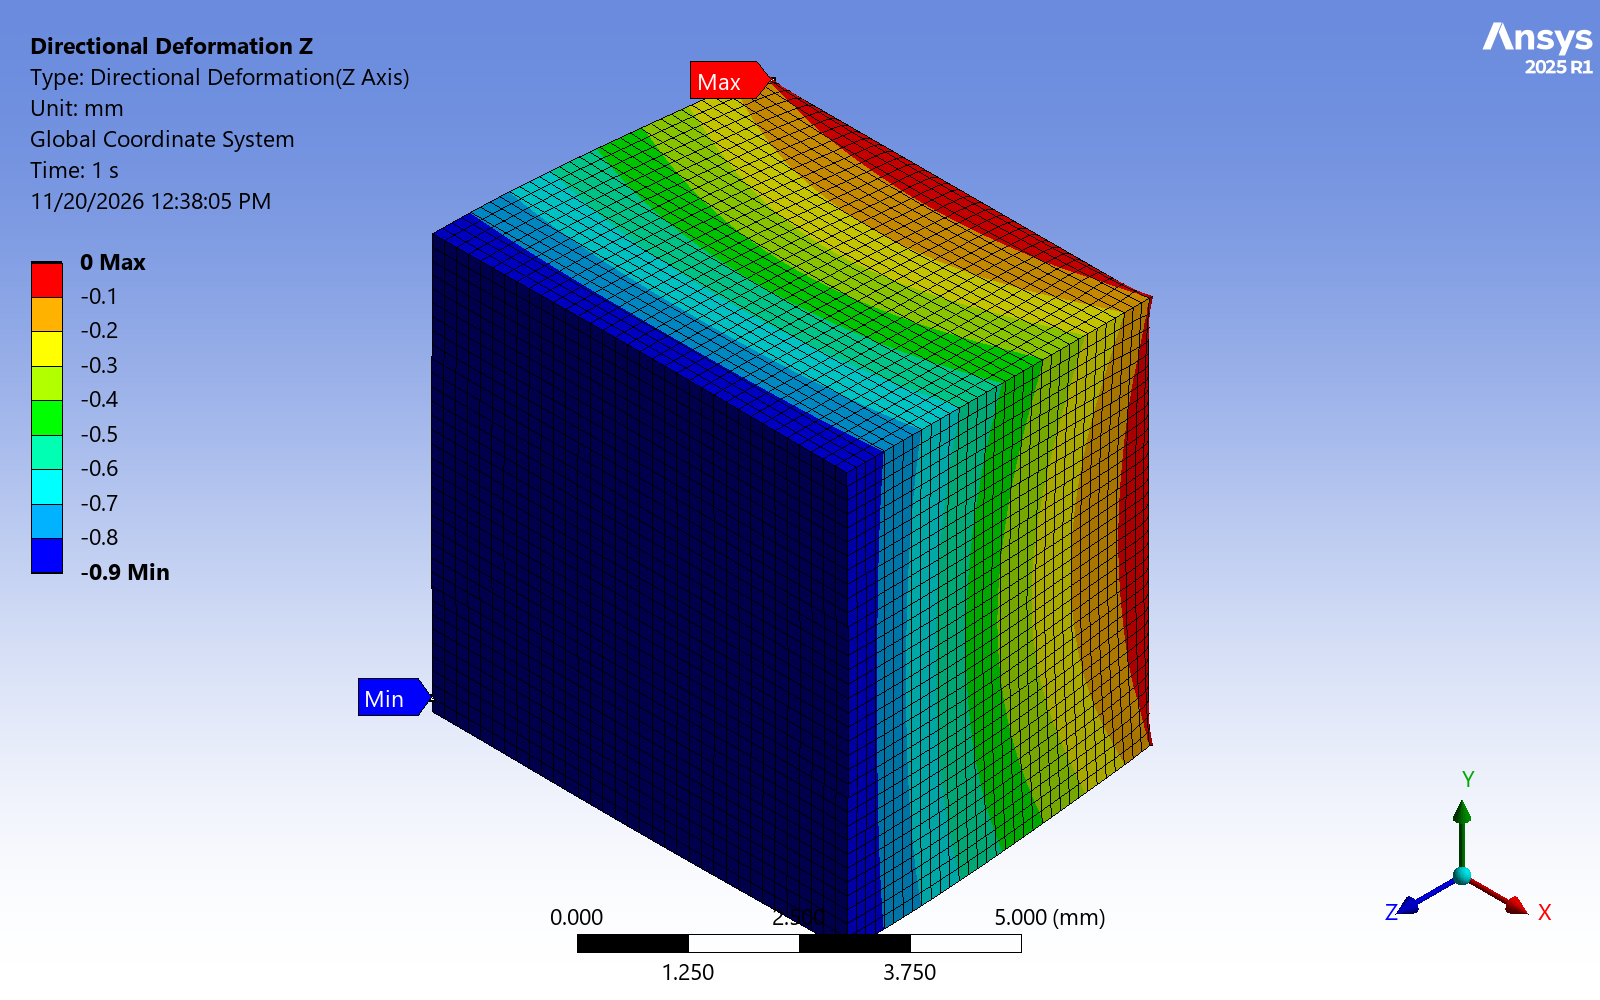 Directional Deformation Z
Type: Directional Deformation(Z Axis)
Unit: mm
Global Coordinate System
Time: 1 s
11/20/2026 12:38:05 PM
Ansys
2025 R1
0 Max
-0.1
-0.2
-0.3
-0.4
-0.5
-0.6
-0.7
-0.8
-0.9 Min
Max
Min
0.000 2.500 5.000 (mm)
1.250 3.750
Y
Z
X